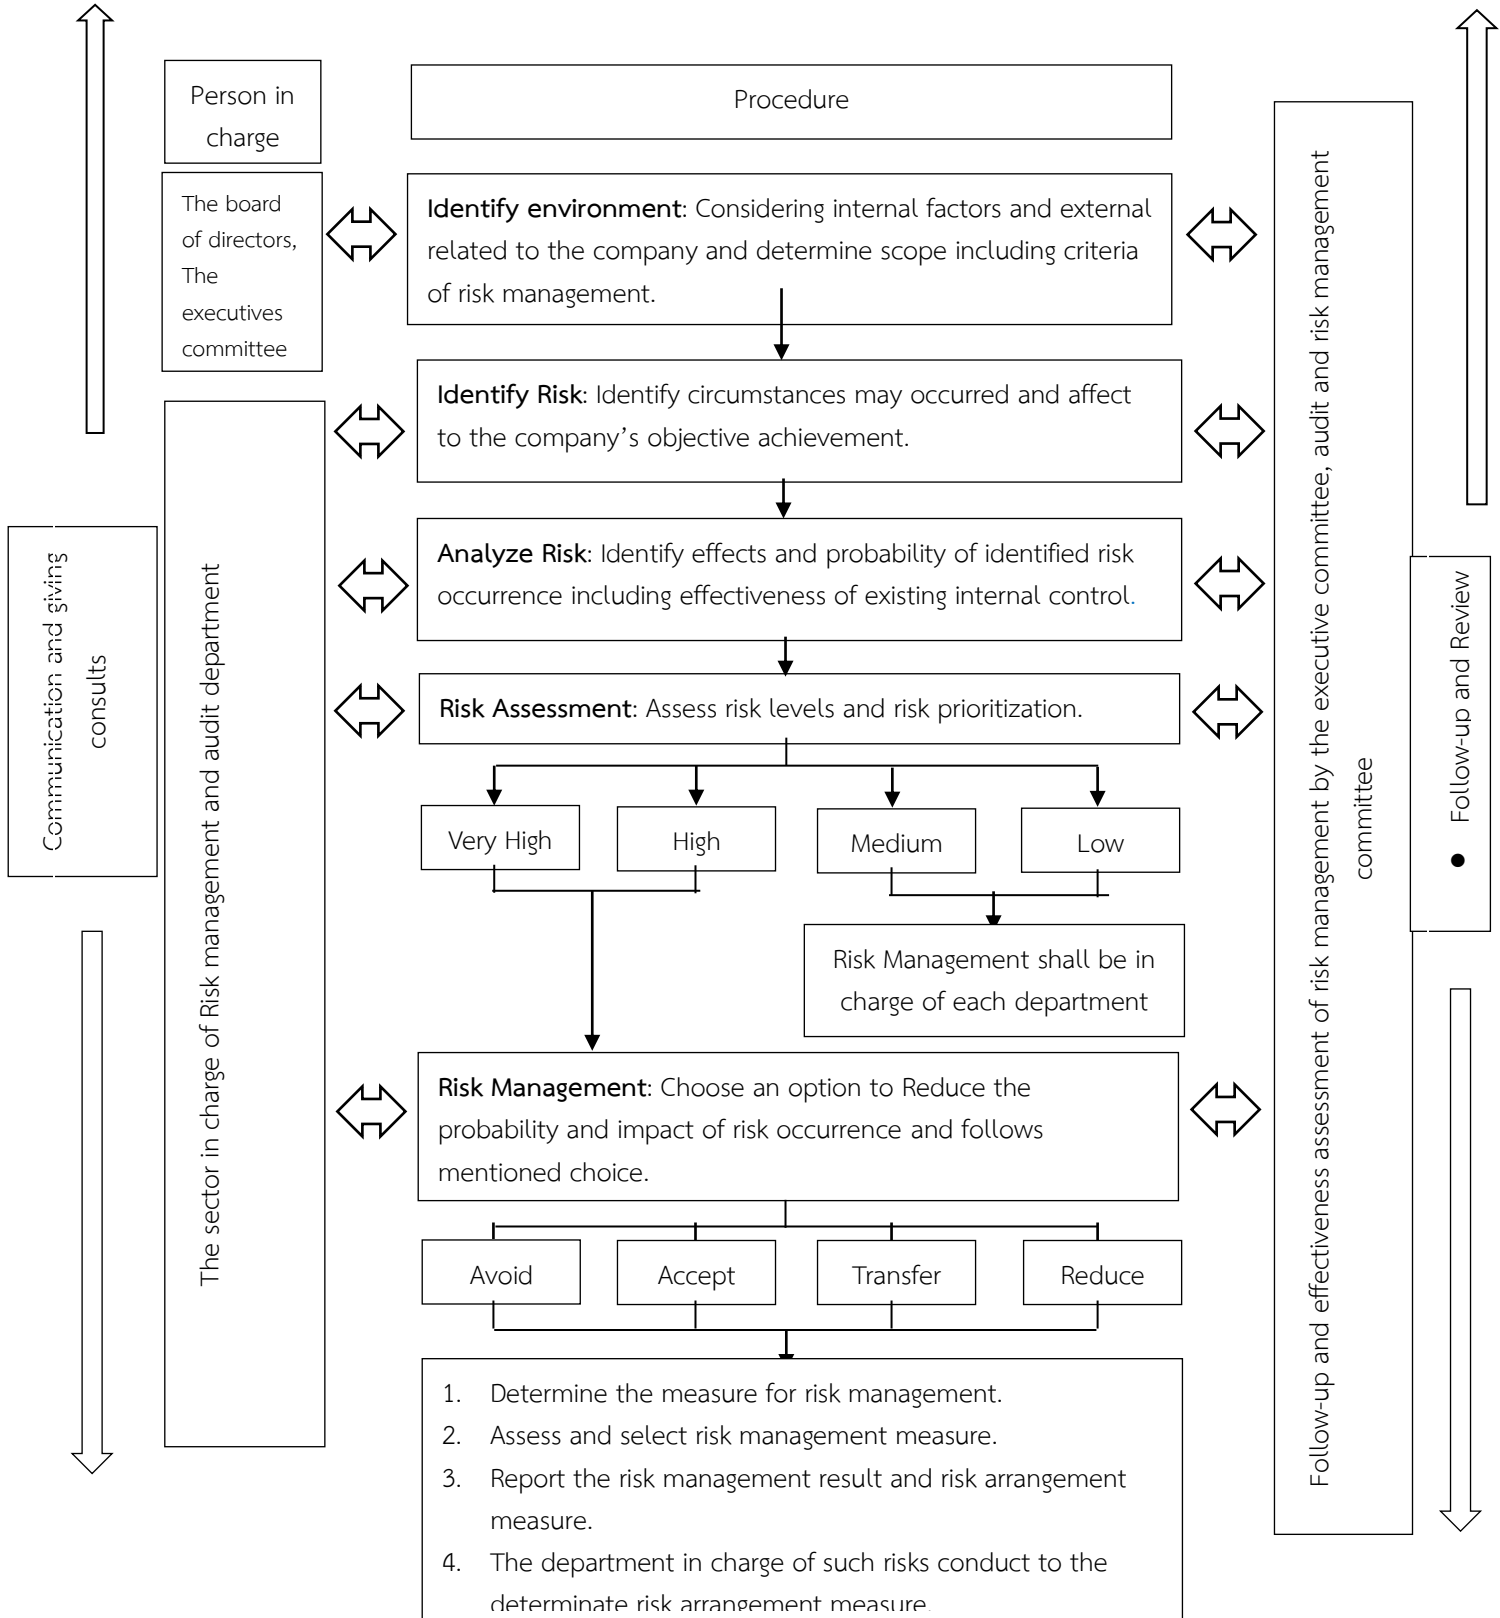 Person in
charge
Procedure
The board
of directors,
The
executives
committee
Identify environment: Considering internal factors and external
related to the company and determine scope including criteria
of risk management.
Identify Risk: Identify circumstances may occurred and affect
to the company’s objective achievement.
Analyze Risk: Identify effects and probability of identified risk
occurrence including effectiveness of existing internal control.
Risk Assessment: Assess risk levels and risk prioritization.
Very High
High
Medium
Low
Risk Management shall be in
charge of each department
Risk Management: Choose an option to Reduce the
probability and impact of risk occurrence and follows
mentioned choice.
Avoid
Accept
Transfer
Reduce
1. Determine the measure for risk management.
2. Assess and select risk management measure.
3. Report the risk management result and risk arrangement
measure.
4. The department in charge of such risks conduct to the
determinate risk arrangement measure.
Communication and giving
consults
The sector in charge of Risk management and audit department
Follow-up and effectiveness assessment of risk management by the executive committee, audit and risk management
committee
● Follow-up and Review